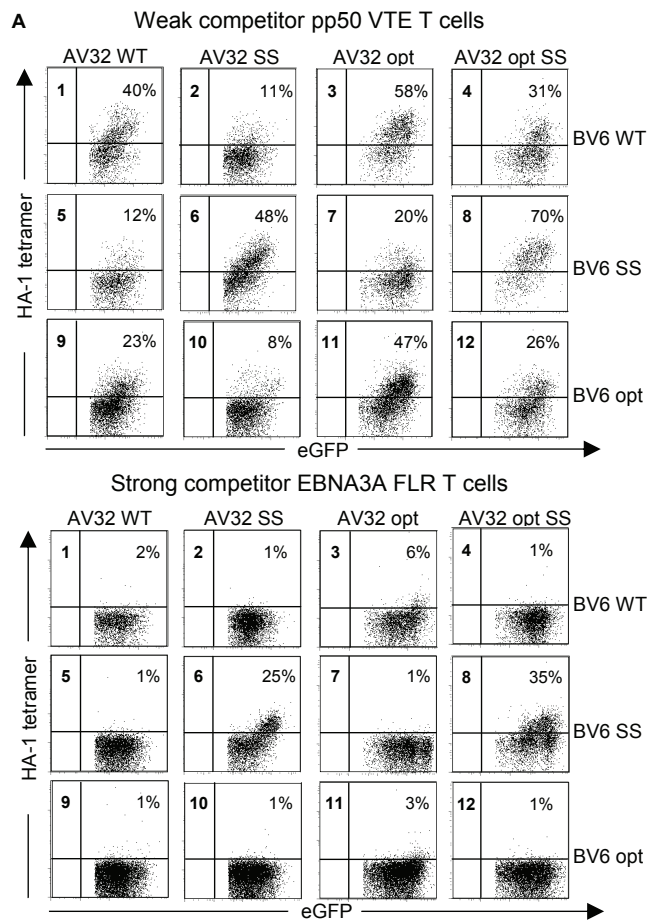 A
Weak competitor pp50 VTE T cells
AV32 WT AV32 SS AV32 opt AV32 opt SS
1 40% 2 11% 3 58% 4 31% BV6 WT
5 12% 6 48% 7 20% 8 70% BV6 SS
9 23% 10 8% 11 47% 12 26% BV6 opt
HA-1 tetramer
eGFP
Strong competitor EBNA3A FLR T cells
AV32 WT AV32 SS AV32 opt AV32 opt SS
1 2% 2 1% 3 6% 4 1% BV6 WT
5 1% 6 25% 7 1% 8 35% BV6 SS
9 1% 10 1% 11 3% 12 1% BV6 opt
HA-1 tetramer
eGFP